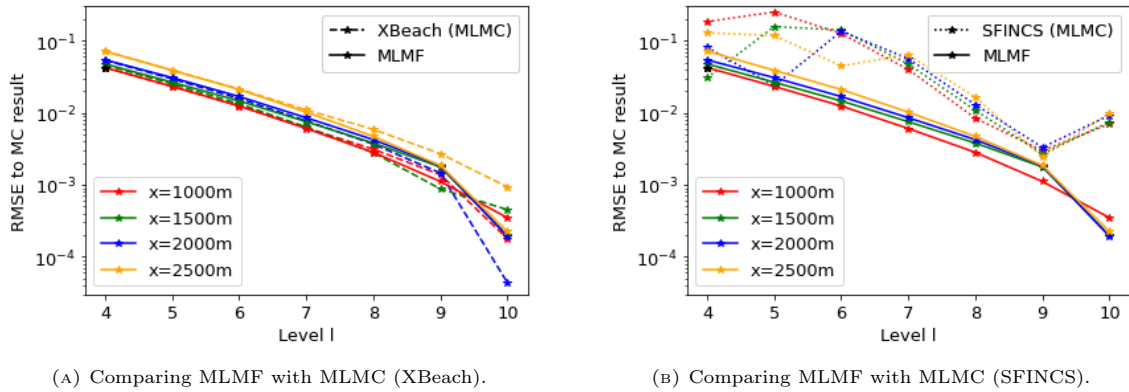 10⁻¹
10⁻²
10⁻³
10⁻⁴
RMSE to MC result
XBeach (MLMC)
MLMF
x=1000m
x=1500m
x=2000m
x=2500m
4 5 6 7 8 9 10
Level l
(A) Comparing MLMF with MLMC (XBeach).
10⁻¹
10⁻²
10⁻³
10⁻⁴
RMSE to MC result
SFINCS (MLMC)
MLMF
x=1000m
x=1500m
x=2000m
x=2500m
4 5 6 7 8 9 10
Level l
(B) Comparing MLMF with MLMC (SFINCS).